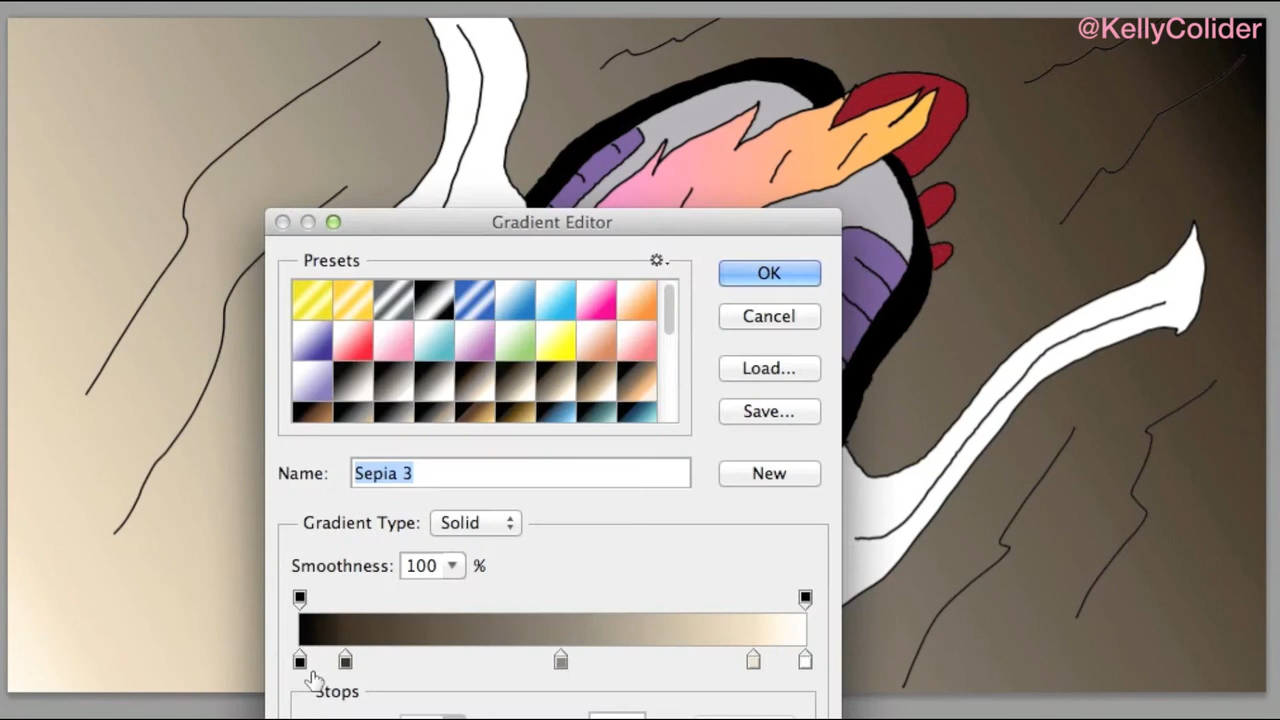 @KellyColider
Gradient Editor
Presets
OK
Cancel
Load...
Save...
Name: Sepia 3
New
Gradient Type: Solid
Smoothness: 100 %
Stops